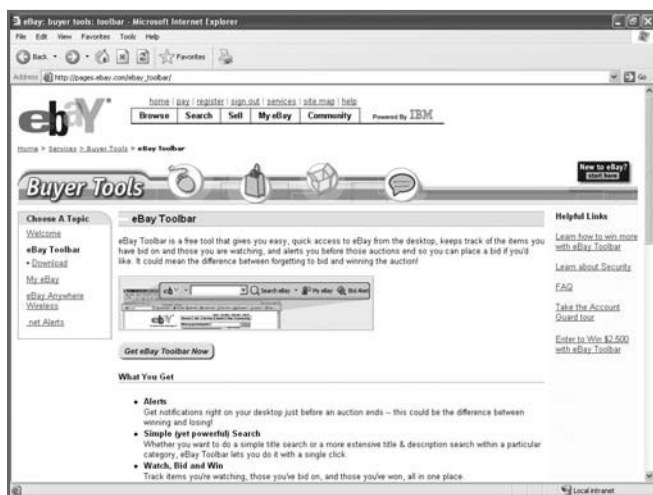 eBay: buyer tools: toolbar - Microsoft Internet Explorer
File Edit View Favorites Tools Help
Back Favorites
Address http://pages.ebay.com/ebay_toolbar/ Go
home | pay | register | sign out | services | site map | help
ebY
Browse Search Sell My eBay Community Powered By IBM
Home > Services > Buyer Tools > eBay Toolbar
New to eBay?
start here
Buyer Tools
Choose A Topic
Welcome
eBay Toolbar
• Download
My eBay
eBay Anywhere
Wireless
.net Alerts
eBay Toolbar
eBay Toolbar is a free tool that gives you easy, quick access to eBay from the desktop, keeps track of the items you
have bid on and those you are watching, and alerts you before those auctions end so you can place a bid if you'd
like. It could mean the difference between forgetting to bid and winning the auction!
ebY Search eBay My eBay Bid Alert
Get eBay Toolbar Now
What You Get
• Alerts
Get notifications right on your desktop just before an auction ends -- this could be the difference between
winning and losing!
• Simple (yet powerful) Search
Whether you want to do a simple title search or a more extensive title & description search within a particular
category, eBay Toolbar lets you do it with a single click.
• Watch, Bid and Win
Track items you're watching, those you've bid on, and those you've won, all in one place.
Helpful Links
Learn how to win more
with eBay Toolbar
Learn about Security
FAQ
Take the Account
Guard tour
Enter to Win $2,500
with eBay Toolbar
Local intranet